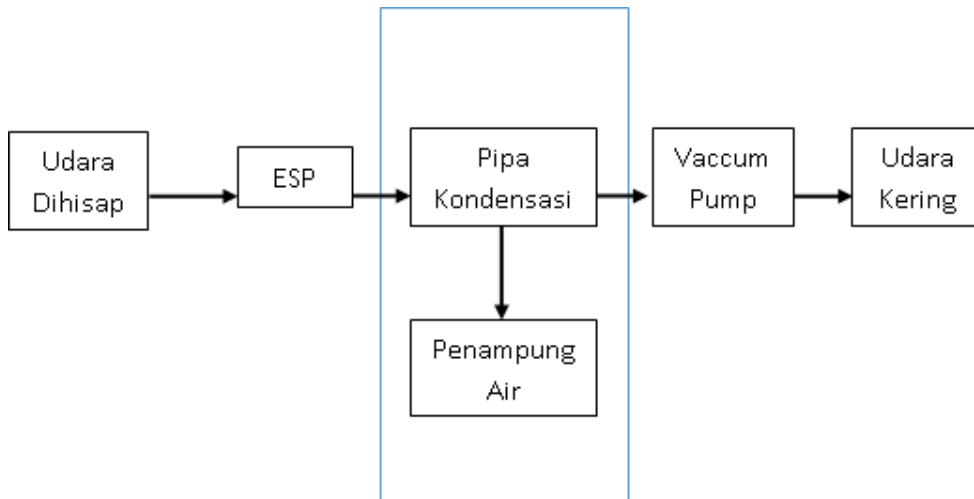 Udara
Dihisap
ESP
Pipa
Kondensasi
Vaccum
Pump
Udara
Kering
Penampung
Air